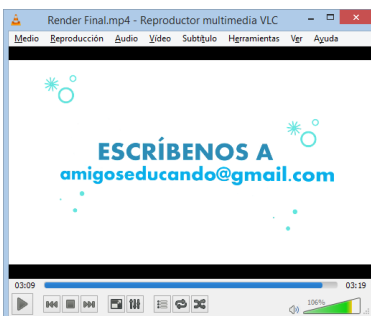 Render Final.mp4 - Reproductor multimedia VLC
Medio Reproducción Audio Vídeo Subtítulo Herramientas Ver Ayuda
ESCRÍBENOS A
amigoseducando@gmail.com
03:09 03:19
106%